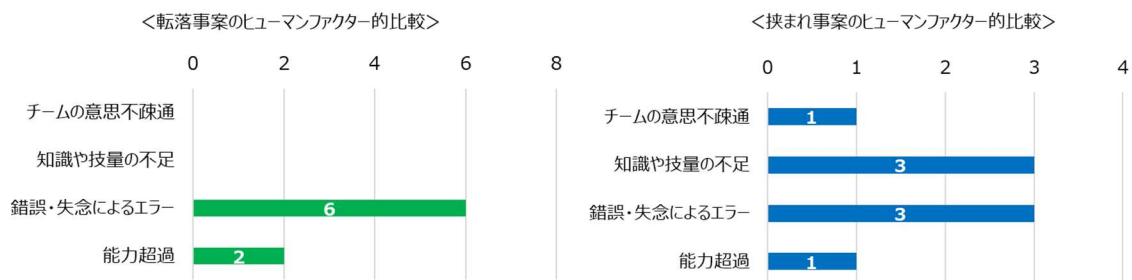 <転落事案のヒューマンファクター的比較>
0 2 4 6 8
チームの意思不疎通
知識や技量の不足
錯誤・失念によるエラー 6
能力超過 2
<挟まれ事案のヒューマンファクター的比較>
0 1 2 3 4
チームの意思不疎通 1
知識や技量の不足 3
錯誤・失念によるエラー 3
能力超過 1